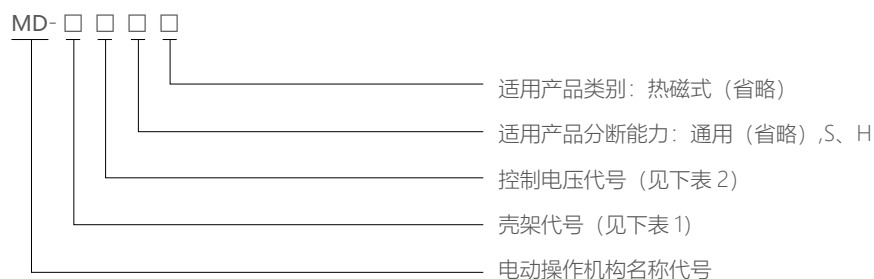 MD-□ □ □ □
适用产品类别：热磁式（省略）
适用产品分断能力：通用（省略）,S、H
控制电压代号（见下表 2）
壳架代号（见下表 1)
电动操作机构名称代号